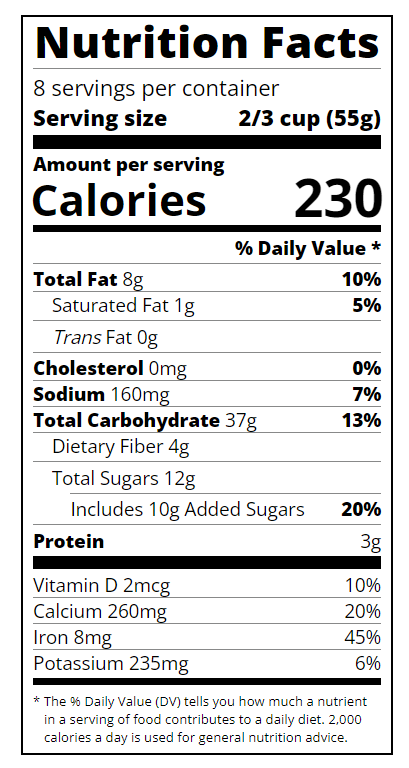 Nutrition Facts
8 servings per container
Serving size 2/3 cup (55g)
Amount per serving
Calories 230
% Daily Value *
Total Fat 8g 10%
Saturated Fat 1g 5%
Trans Fat 0g
Cholesterol 0mg 0%
Sodium 160mg 7%
Total Carbohydrate 37g 13%
Dietary Fiber 4g
Total Sugars 12g
Includes 10g Added Sugars 20%
Protein 3g
Vitamin D 2mcg 10%
Calcium 260mg 20%
Iron 8mg 45%
Potassium 235mg 6%
* The % Daily Value (DV) tells you how much a nutrient
in a serving of food contributes to a daily diet. 2,000
calories a day is used for general nutrition advice.